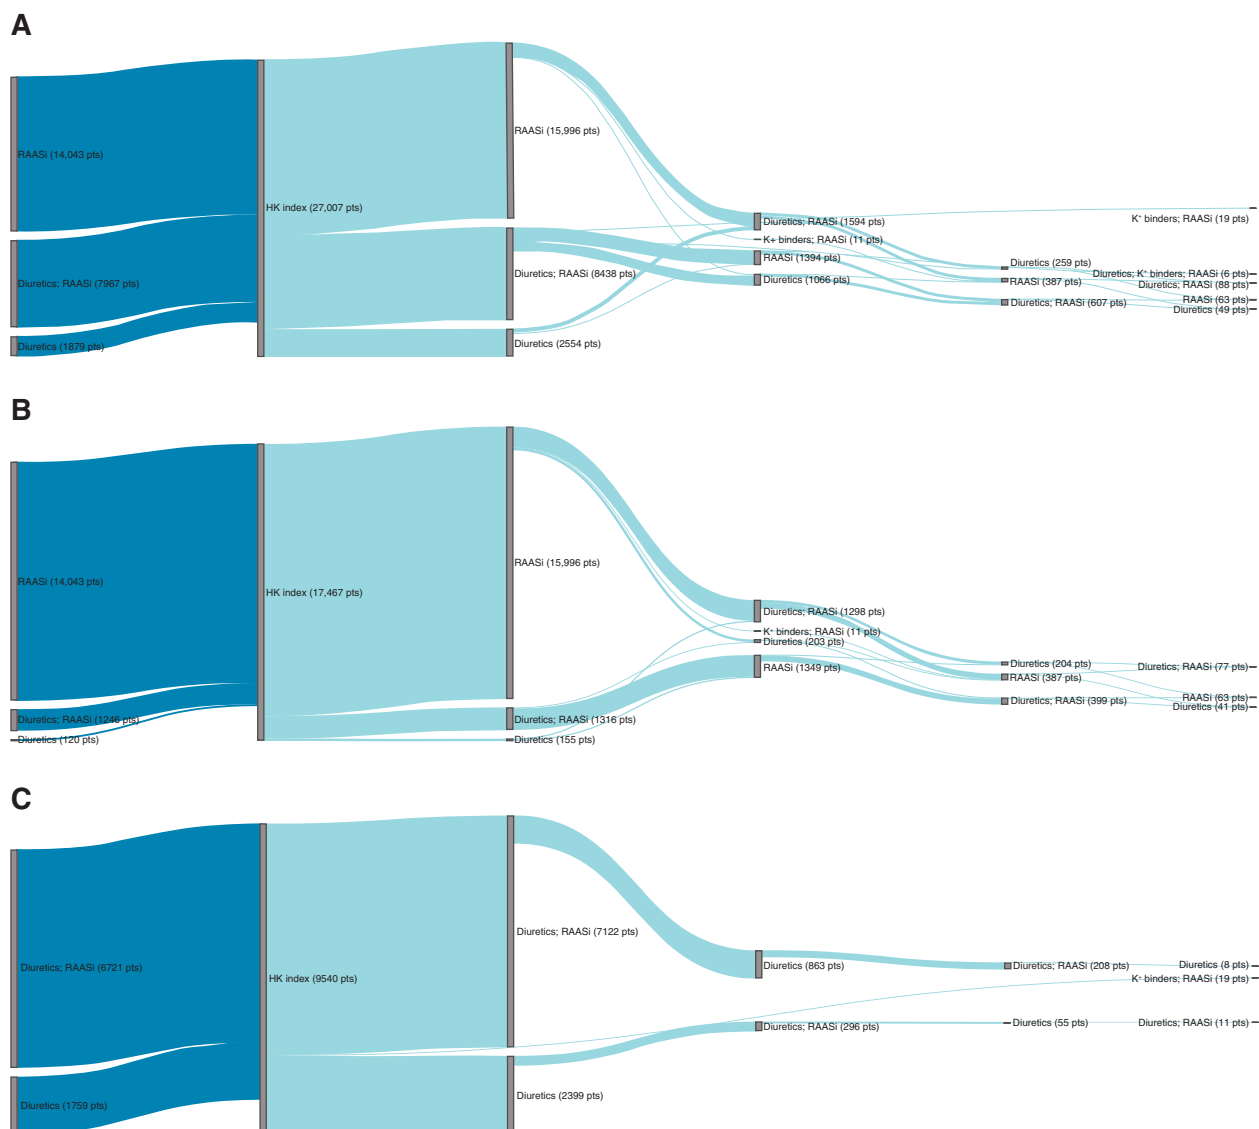 A
RAASi (14,043 pts)
Diuretics; RAASi (7967 pts)
Diuretics (1879 pts)
HK index (27,007 pts)
RAASi (15,996 pts)
Diuretics; RAASi (8438 pts)
Diuretics (2554 pts)
Diuretics; RAASi (1594 pts)
K+ binders; RAASi (11 pts)
RAASi (1394 pts)
Diuretics (1066 pts)
Diuretics (259 pts)
RAASi (387 pts)
Diuretics; RAASi (607 pts)
K⁺ binders; RAASi (19 pts)
Diuretics; K⁺ binders; RAASi (6 pts)
Diuretics; RAASi (88 pts)
RAASi (63 pts)
Diuretics (49 pts)
B
RAASi (14,043 pts)
Diuretics; RAASi (1246 pts)
Diuretics (120 pts)
HK index (17,467 pts)
RAASi (15,996 pts)
Diuretics; RAASi (1316 pts)
Diuretics (155 pts)
Diuretics; RAASi (1298 pts)
K⁺ binders; RAASi (11 pts)
Diuretics (203 pts)
RAASi (1349 pts)
Diuretics (204 pts)
RAASi (387 pts)
Diuretics; RAASi (399 pts)
Diuretics; RAASi (77 pts)
RAASi (63 pts)
Diuretics (41 pts)
C
Diuretics; RAASi (6721 pts)
Diuretics (1759 pts)
HK index (9540 pts)
Diuretics; RAASi (7122 pts)
Diuretics (2399 pts)
Diuretics (863 pts)
Diuretics; RAASi (296 pts)
Diuretics; RAASi (208 pts)
Diuretics (55 pts)
Diuretics (8 pts)
K⁺ binders; RAASi (19 pts)
Diuretics; RAASi (11 pts)